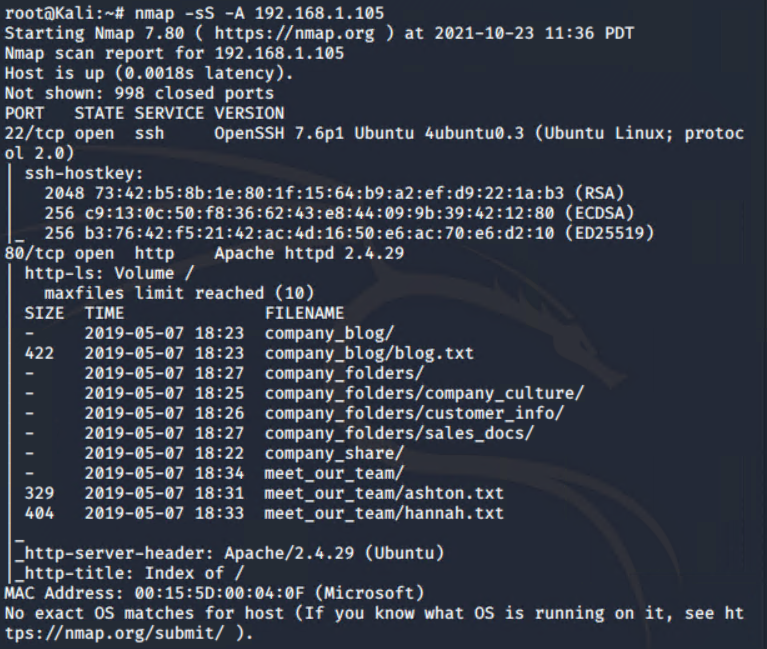 root@Kali:~# nmap -sS -A 192.168.1.105
Starting Nmap 7.80 ( https://nmap.org ) at 2021-10-23 11:36 PDT
Nmap scan report for 192.168.1.105
Host is up (0.0018s latency).
Not shown: 998 closed ports
PORT   STATE SERVICE VERSION
22/tcp open  ssh     OpenSSH 7.6p1 Ubuntu 4ubuntu0.3 (Ubuntu Linux; protoc
ol 2.0)
| ssh-hostkey:
|   2048 73:42:b5:8b:1e:80:1f:15:64:b9:a2:ef:d9:22:1a:b3 (RSA)
|   256 c9:13:0c:50:f8:36:62:43:e8:44:09:9b:39:42:12:80 (ECDSA)
|_  256 b3:76:42:f5:21:42:ac:4d:16:50:e6:ac:70:e6:d2:10 (ED25519)
80/tcp open  http    Apache httpd 2.4.29
| http-ls: Volume /
|   maxfiles limit reached (10)
| SIZE  TIME              FILENAME
| -     2019-05-07 18:23  company_blog/
| 422   2019-05-07 18:23  company_blog/blog.txt
| -     2019-05-07 18:27  company_folders/
| -     2019-05-07 18:25  company_folders/company_culture/
| -     2019-05-07 18:26  company_folders/customer_info/
| -     2019-05-07 18:27  company_folders/sales_docs/
| -     2019-05-07 18:22  company_share/
| -     2019-05-07 18:34  meet_our_team/
| 329   2019-05-07 18:31  meet_our_team/ashton.txt
| 404   2019-05-07 18:33  meet_our_team/hannah.txt
|_
|_http-server-header: Apache/2.4.29 (Ubuntu)
|_http-title: Index of /
MAC Address: 00:15:5D:00:04:0F (Microsoft)
No exact OS matches for host (If you know what OS is running on it, see ht
tps://nmap.org/submit/ ).